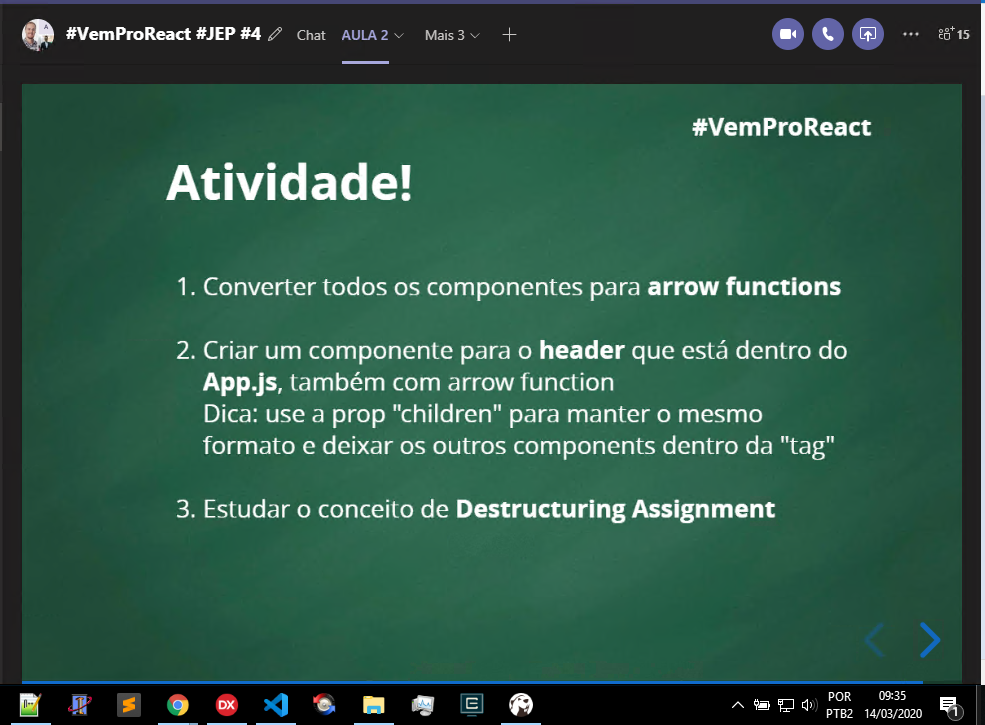 #VemProReact #JEP #4 Chat AULA 2 Mais 3 15
#VemProReact
Atividade!
1. Converter todos os componentes para arrow functions
2. Criar um componente para o header que está dentro do
App.js, também com arrow function
Dica: use a prop "children" para manter o mesmo
formato e deixar os outros components dentro da "tag"
3. Estudar o conceito de Destructuring Assignment
DX
POR
PTB2
09:35
14/03/2020
1